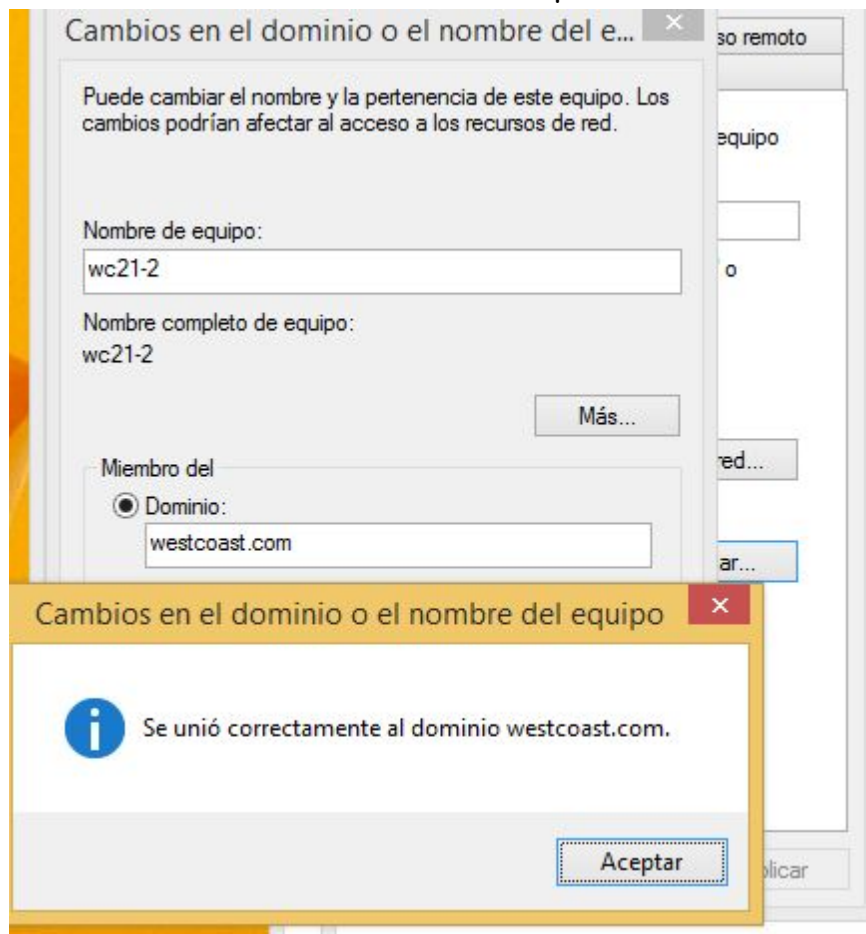 Cambios en el dominio o el nombre del e...
so remoto
Puede cambiar el nombre y la pertenencia de este equipo. Los
cambios podrían afectar al acceso a los recursos de red.
equipo
Nombre de equipo:
wc21-2
o
Nombre completo de equipo:
wc21-2
Más...
red...
Miembro del
Dominio:
westcoast.com
ar...
Cambios en el dominio o el nombre del equipo
Se unió correctamente al dominio westcoast.com.
Aceptar
licar